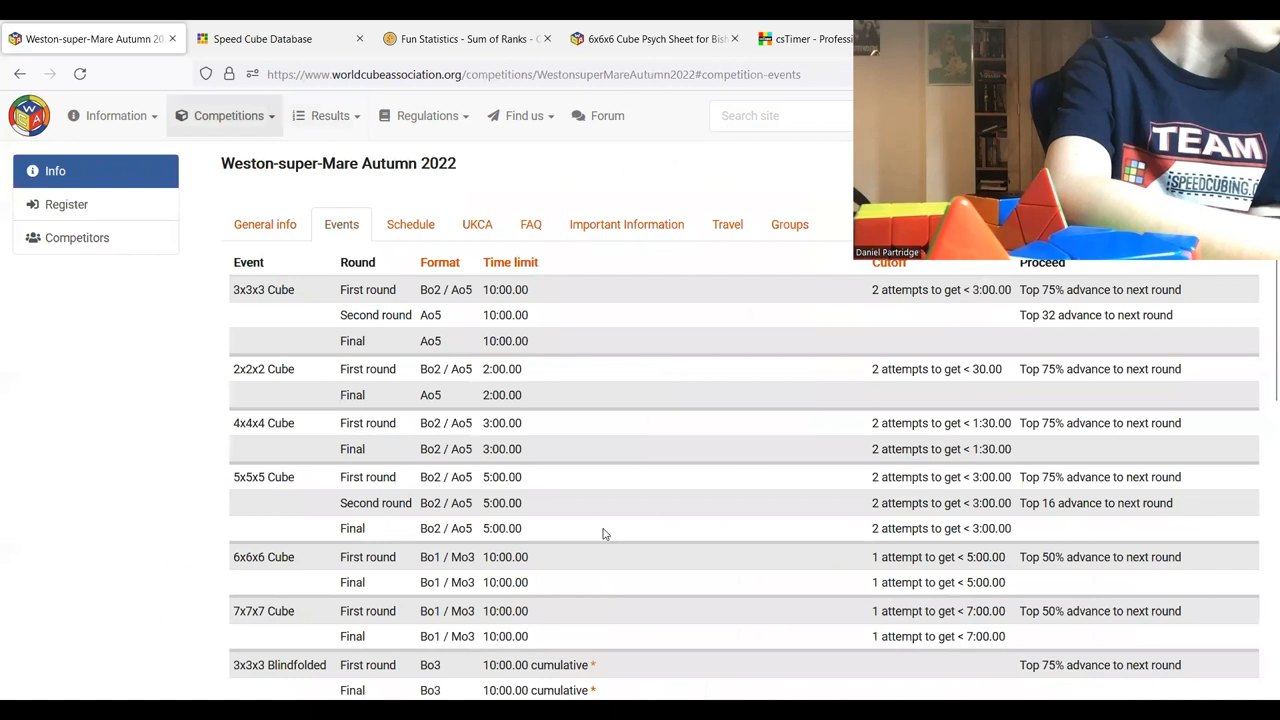 Weston-super-Mare Autumn 20
Speed Cube Database
Fun Statistics - Sum of Ranks - C
6x6x6 Cube Psych Sheet for Bish
csTimer - Profession
https://www.worldcubeassociation.org/competitions/WestonsuperMareAutumn2022#competition-events
WCA Information Competitions Results Regulations Find us Forum Search site
Info
Register
Competitors
Weston-super-Mare Autumn 2022
General info Events Schedule UKCA FAQ Important Information Travel Groups
Event Round Format Time limit Cutoff Proceed
3x3x3 Cube First round Bo2 / Ao5 10:00.00 2 attempts to get < 3:00.00 Top 75% advance to next round
Second round Ao5 10:00.00 Top 32 advance to next round
Final Ao5 10:00.00
2x2x2 Cube First round Bo2 / Ao5 2:00.00 2 attempts to get < 30.00 Top 75% advance to next round
Final Ao5 2:00.00
4x4x4 Cube First round Bo2 / Ao5 3:00.00 2 attempts to get < 1:30.00 Top 75% advance to next round
Final Bo2 / Ao5 3:00.00 2 attempts to get < 1:30.00
5x5x5 Cube First round Bo2 / Ao5 5:00.00 2 attempts to get < 3:00.00 Top 75% advance to next round
Second round Bo2 / Ao5 5:00.00 2 attempts to get < 3:00.00 Top 16 advance to next round
Final Bo2 / Ao5 5:00.00 2 attempts to get < 3:00.00
6x6x6 Cube First round Bo1 / Mo3 10:00.00 1 attempt to get < 5:00.00 Top 50% advance to next round
Final Bo1 / Mo3 10:00.00 1 attempt to get < 5:00.00
7x7x7 Cube First round Bo1 / Mo3 10:00.00 1 attempt to get < 7:00.00 Top 50% advance to next round
Final Bo1 / Mo3 10:00.00 1 attempt to get < 7:00.00
3x3x3 Blindfolded First round Bo3 10:00.00 cumulative * Top 75% advance to next round
Final Bo3 10:00.00 cumulative *
TEAM
SPEEDCUBING.O
Daniel Partridge